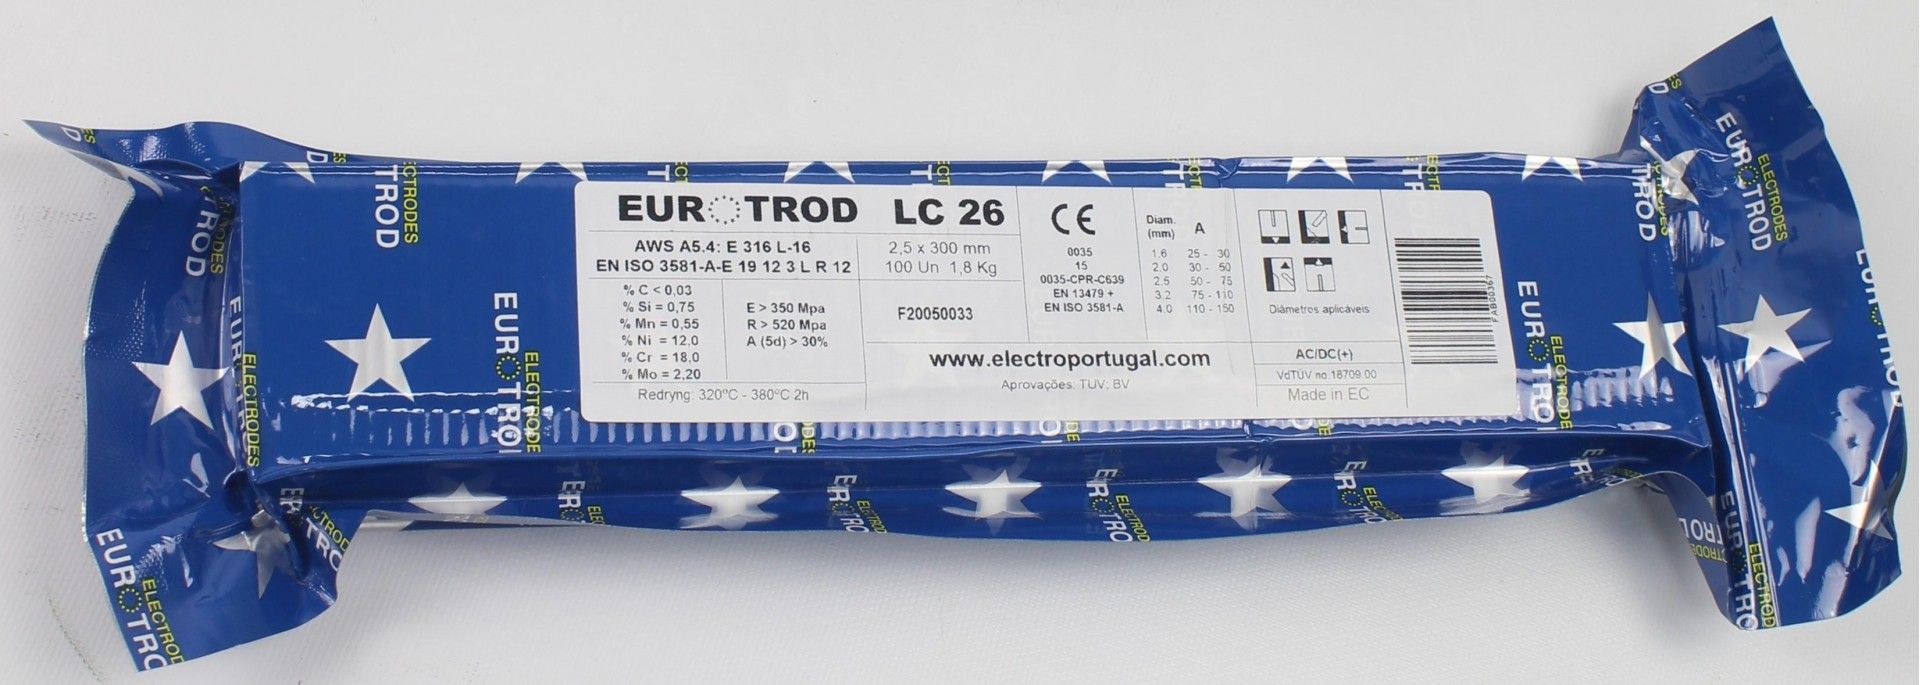 EUROTROD LC 26
AWS A5.4: E 316 L-16
EN ISO 3581-A-E 19 12 3 L R 12
2,5 x 300 mm
100 Un 1,8 Kg
% C < 0,03
% Si = 0,75
% Mn = 0,55
% Ni = 12,0
% Cr = 18,0
% Mo = 2,20
E > 350 Mpa
R > 520 Mpa
A (5d) > 30%
Redryng: 320ºC - 380ºC 2h
F20050033
www.electroportugal.com
Aprovações: TUV; BV
CE
0035
15
0035-CPR-C639
EN 13479 +
EN ISO 3581-A
Diam. (mm) A
1.6 25 - 30
2.0 30 - 50
2.5 50 - 75
3.2 75 - 110
4.0 110 - 150
Diâmetros aplicáveis
AC/DC(+)
VdTÜV no.18709.00
Made in EC
FAB00367
EUROTROD
ELECTRODES